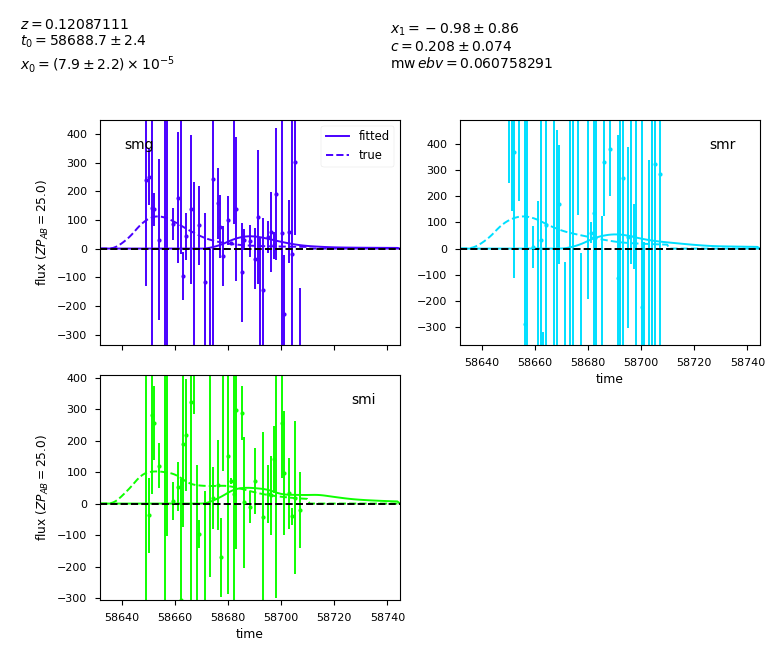 z = 0.12087111
t₀ = 58688.7 ± 2.4
x₀ = (7.9 ± 2.2) × 10⁻⁵
x₁ = −0.98 ± 0.86
c = 0.208 ± 0.074
mwebv = 0.060758291
smg
fitted
true
400
300
200
100
0
−100
−200
−300
flux (ZP_AB = 25.0)
smr
400
300
200
100
0
−100
−200
−300
58640 58660 58680 58700 58720 58740
time
smi
400
300
200
100
0
−100
−200
−300
flux (ZP_AB = 25.0)
58640 58660 58680 58700 58720 58740
time